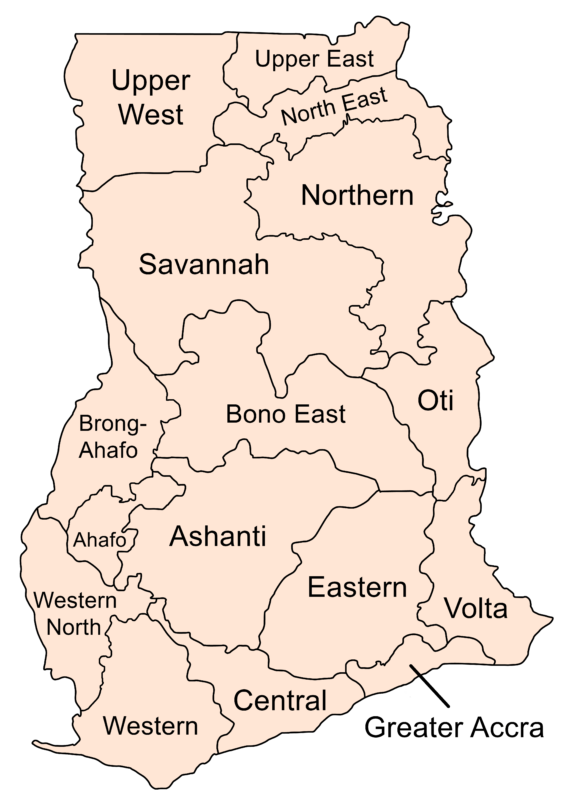 Upper East
Upper
West
North East
Northern
Savannah
Oti
Bono East
Brong-
Ahafo
Ashanti
Ahafo
Eastern
Western
North
Volta
Central
Western
Greater Accra